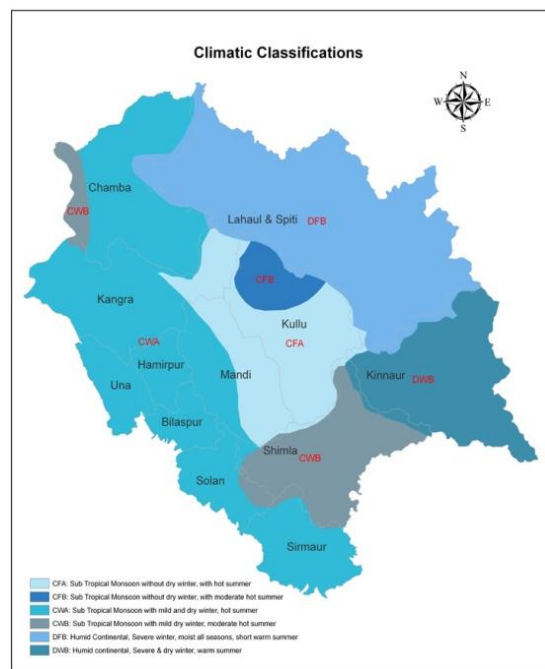 Climatic Classifications
N
W E
S
Chamba
CWB
Lahaul & Spiti DFB
CFB
Kangra
Kullu
CWA
CFA
Hamirpur
Mandi
Kinnaur
DWB
Una
Bilaspur
Shimla
CWB
Solan
Sirmaur
CFA: Sub Tropical Monsoon without dry winter, with hot summer
CFB: Sub Tropical Monsoon without dry winter, with moderate hot summer
CWA: Sub Tropical Monsoon with mild and dry winter, hot summer
CWB: Sub Tropical Monsoon with mild dry winter, moderate hot summer
DFB: Humid Continental, Severe winter, moist all seasons, short warm summer
DWB: Humid continental, Severe & dry winter, warm summer